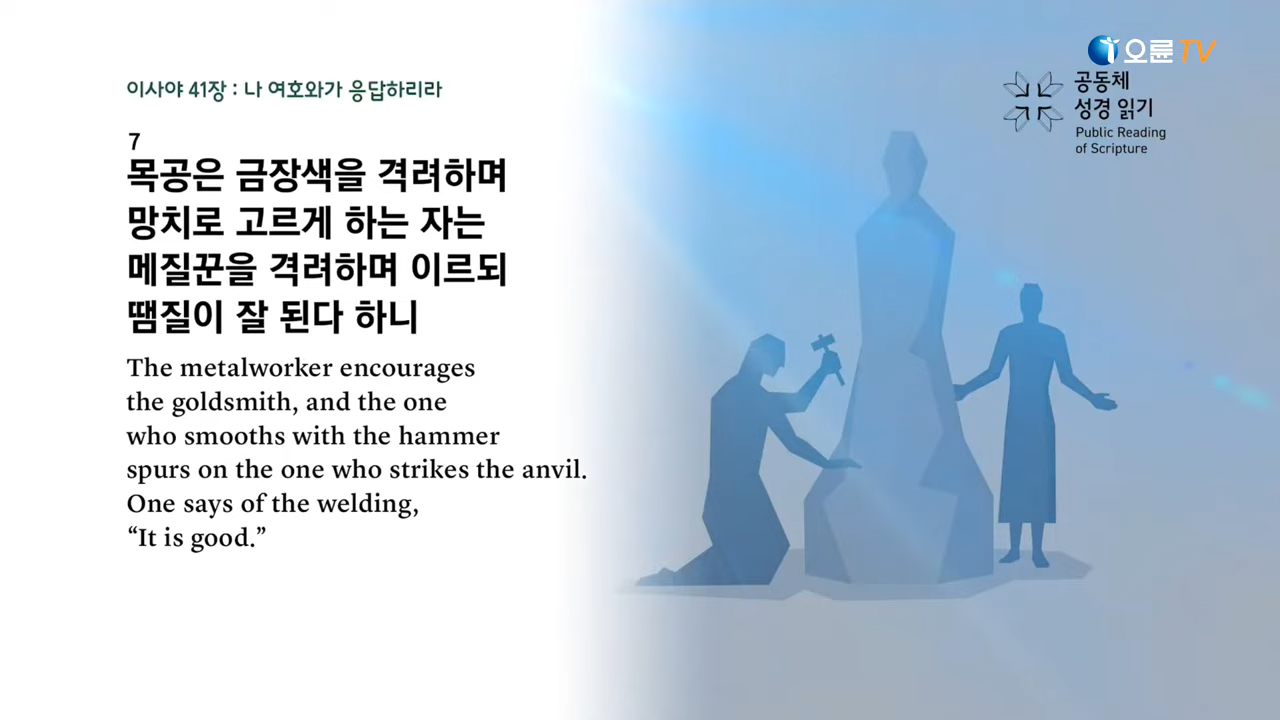 오륜TV
이사야 41장 : 나 여호와가 응답하리라
공동체
성경 읽기
Public Reading
of Scripture
7
목공은 금장색을 격려하며
망치로 고르게 하는 자는
메질꾼을 격려하며 이르되
땜질이 잘 된다 하니
The metalworker encourages
the goldsmith, and the one
who smooths with the hammer
spurs on the one who strikes the anvil.
One says of the welding,
“It is good.”